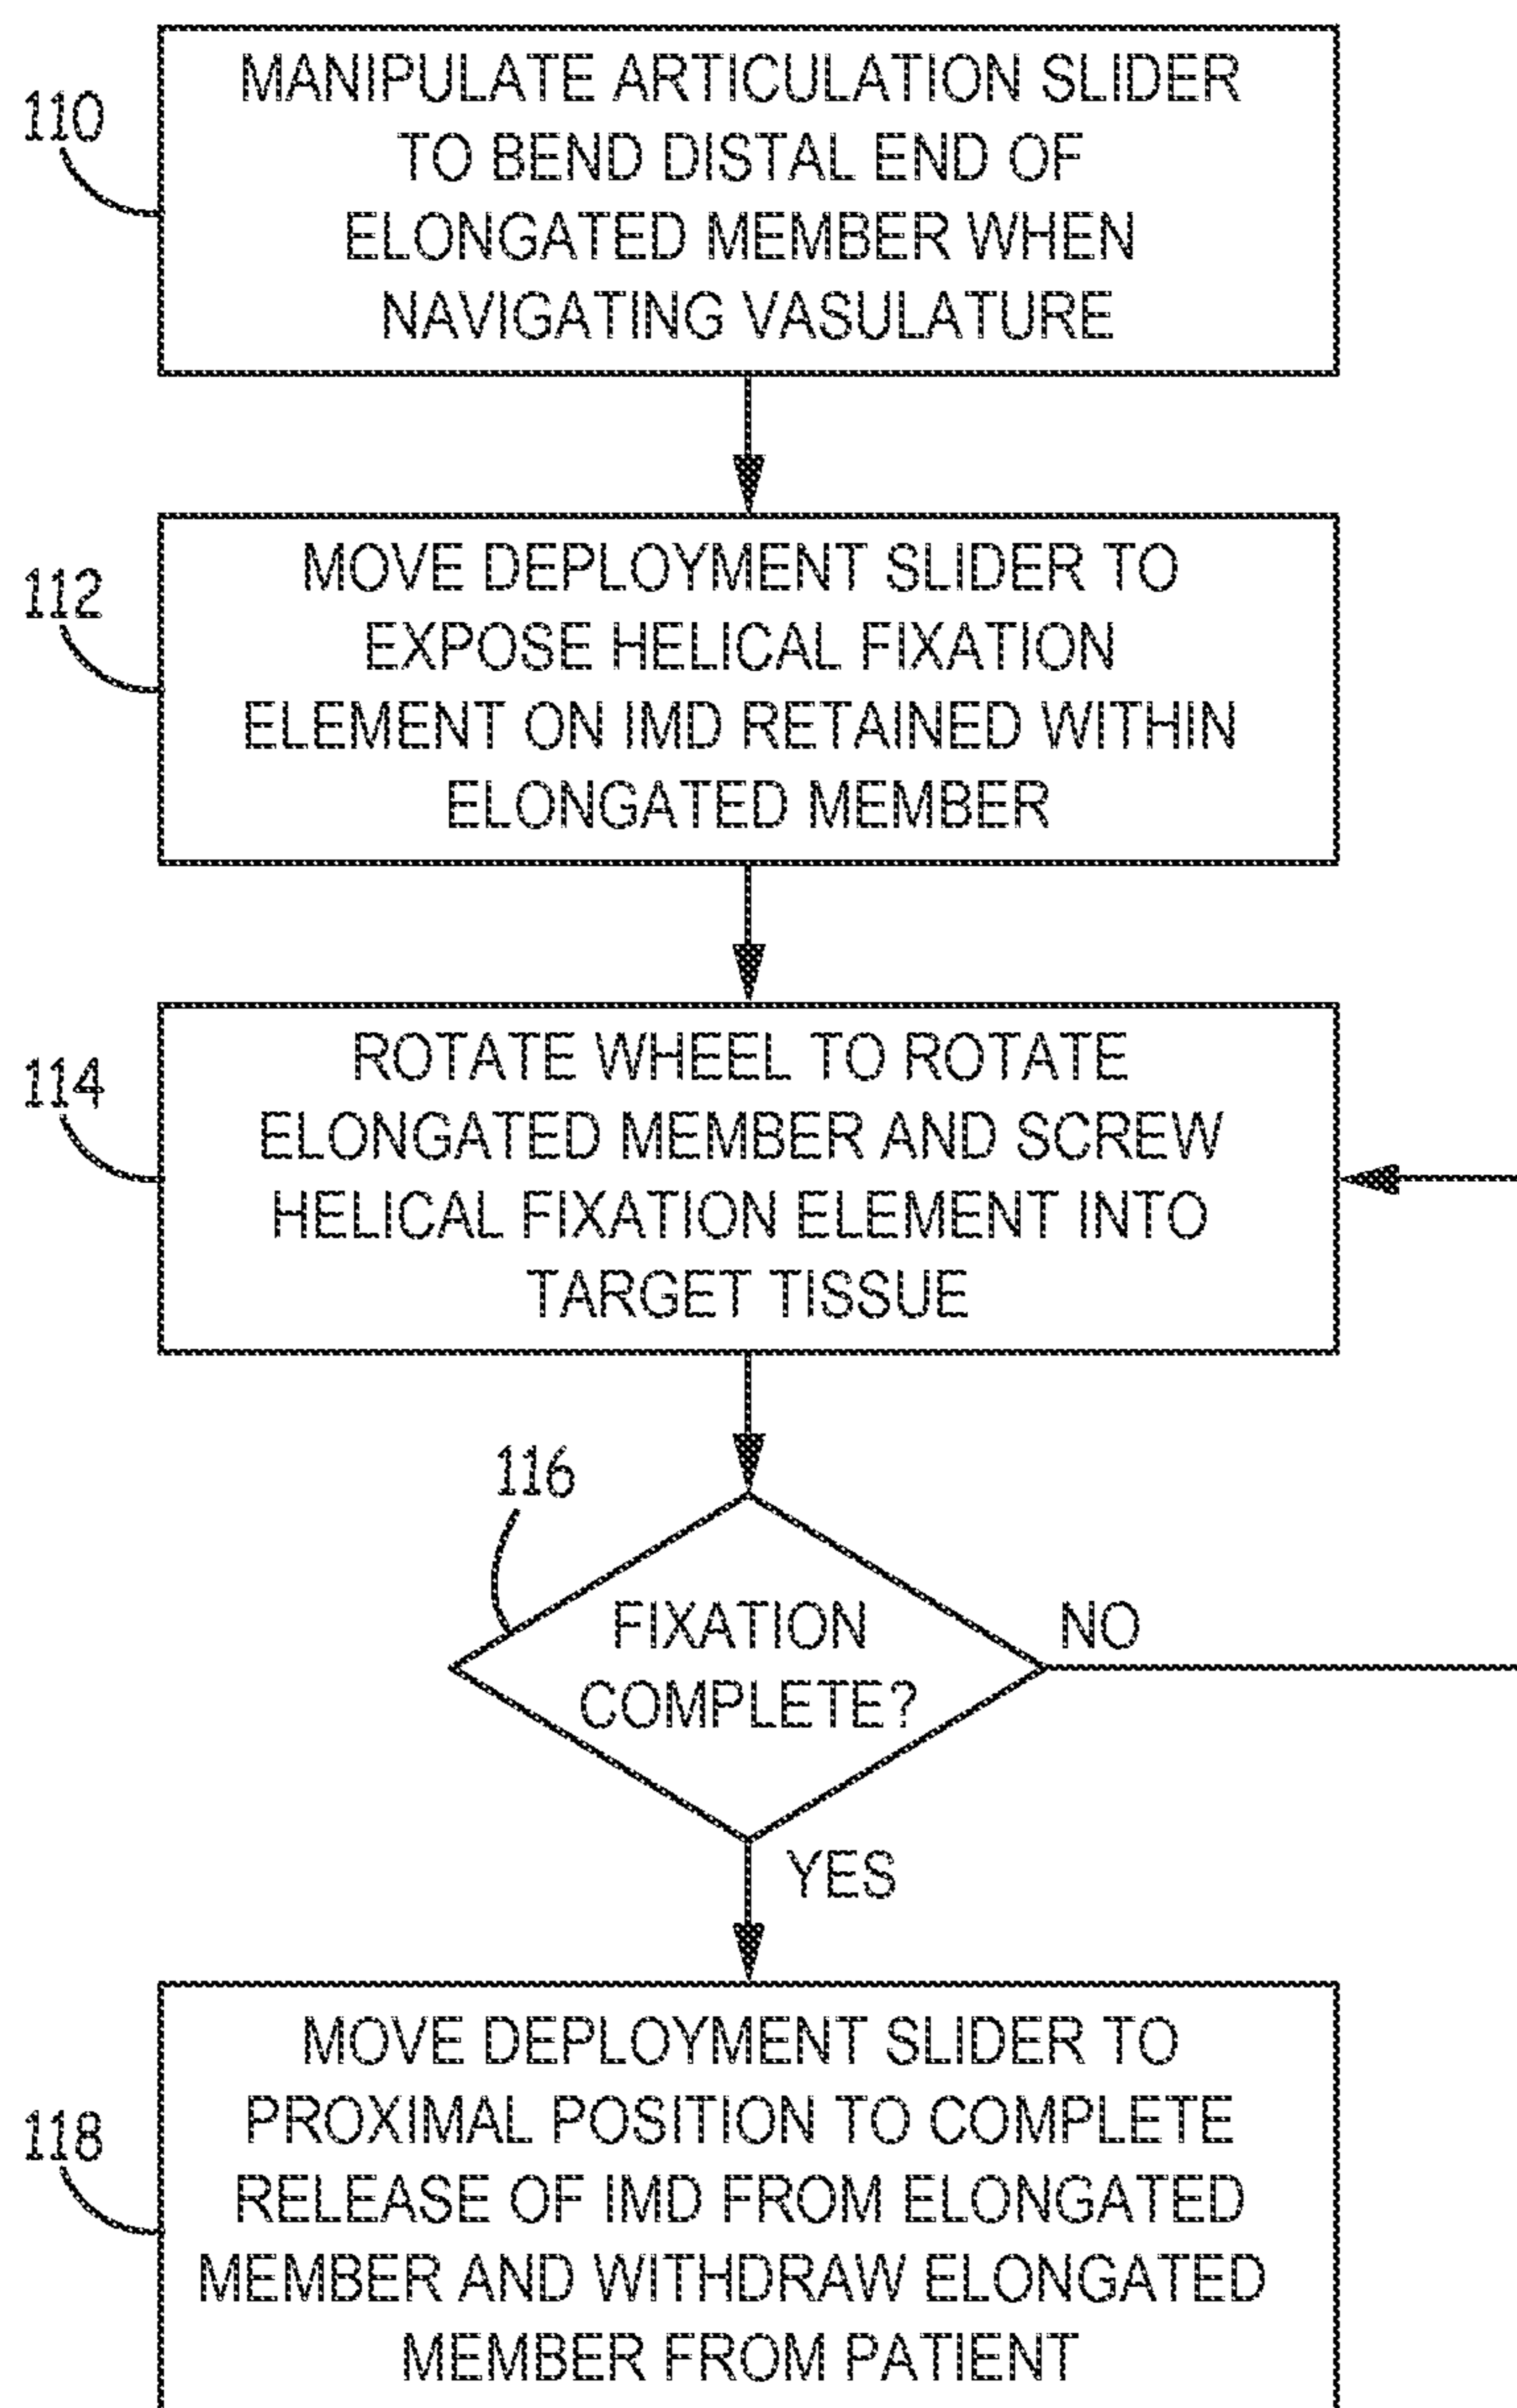 110
MANIPULATE ARTICULATION SLIDER
TO BEND DISTAL END OF
ELONGATED MEMBER WHEN
NAVIGATING VASULATURE
112
MOVE DEPLOYMENT SLIDER TO
EXPOSE HELICAL FIXATION
ELEMENT ON IMD RETAINED WITHIN
ELONGATED MEMBER
114
ROTATE WHEEL TO ROTATE
ELONGATED MEMBER AND SCREW
HELICAL FIXATION ELEMENT INTO
TARGET TISSUE
116
FIXATION
COMPLETE?
NO
YES
118
MOVE DEPLOYMENT SLIDER TO
PROXIMAL POSITION TO COMPLETE
RELEASE OF IMD FROM ELONGATED
MEMBER AND WITHDRAW ELONGATED
MEMBER FROM PATIENT